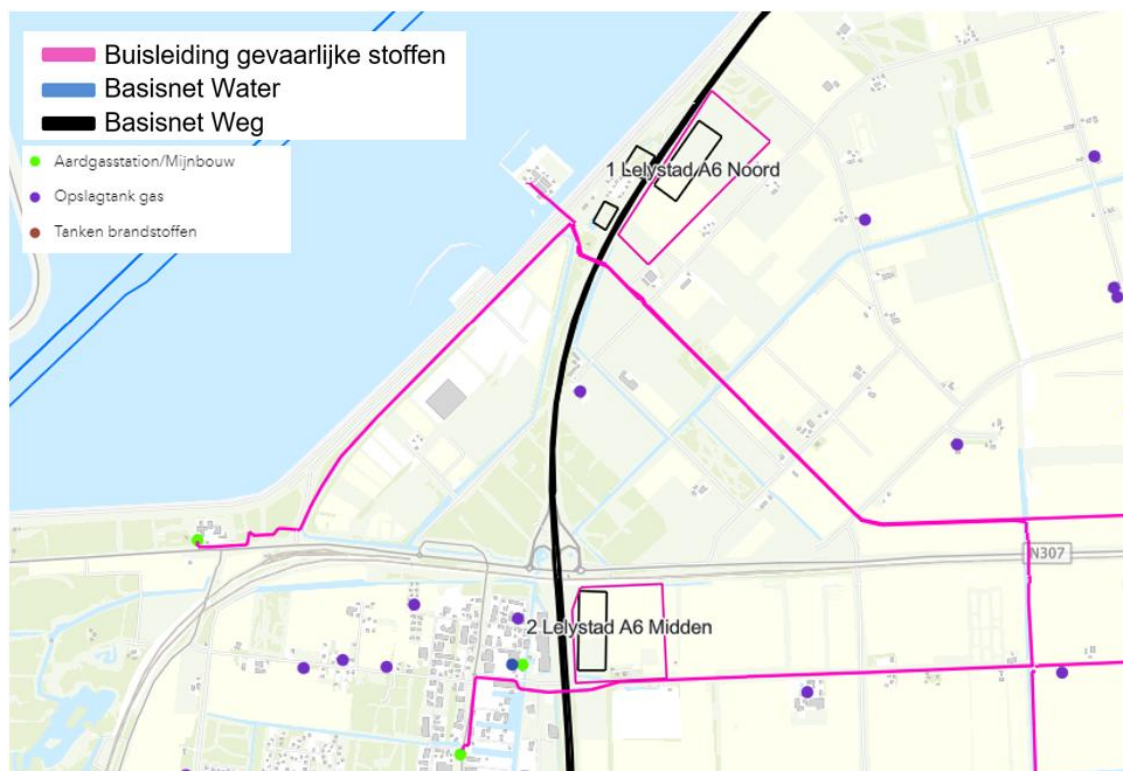 Buisleiding gevaarlijke stoffen
Basisnet Water
Basisnet Weg
Aardgasstation/Mijnbouw
Opslagtank gas
Tanken brandstoffen
1 Lelystad A6 Noord
N307
2 Lelystad A6 Midden